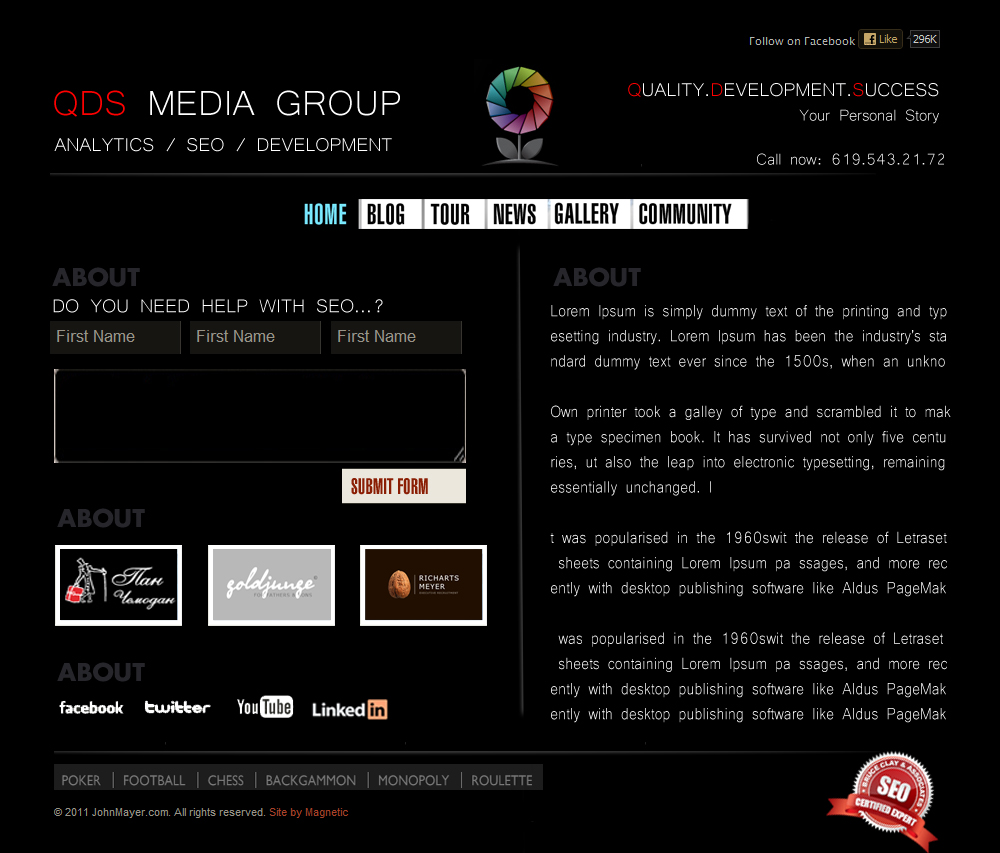 Follow on Facebook Like 296K
QDS MEDIA GROUP
ANALYTICS / SEO / DEVELOPMENT
QUALITY.DEVELOPMENT.SUCCESS
Your Personal Story
Call now: 619.543.21.72
HOME BLOG TOUR NEWS GALLERY COMMUNITY
ABOUT
DO YOU NEED HELP WITH SEO...?
First Name First Name First Name
SUBMIT FORM
ABOUT
Пан
Чемодан
goldjunge
FOR FATHERS & SONS
RICHARTS
MEYER
EXECUTIVE DEVELOPMENT
ABOUT
facebook twitter YouTube Linked in
ABOUT
Lorem Ipsum is simply dummy text of the printing and typ
esetting industry. Lorem Ipsum has been the industry's sta
ndard dummy text ever since the 1500s, when an unkno
Own printer took a galley of type and scrambled it to mak
a type specimen book. It has survived not only five centu
ries, ut also the leap into electronic typesetting, remaining
essentially unchanged. I
t was popularised in the 1960swit the release of Letraset
sheets containing Lorem Ipsum pa ssages, and more rec
ently with desktop publishing software like Aldus PageMak
was popularised in the 1960swit the release of Letraset
sheets containing Lorem Ipsum pa ssages, and more rec
ently with desktop publishing software like Aldus PageMak
ently with desktop publishing software like Aldus PageMak
POKER FOOTBALL CHESS BACKGAMMON MONOPOLY ROULETTE
© 2011 JohnMayer.com. All rights reserved. Site by Magnetic
BRUCE CLAY & ASSOCIATES
SEO
CERTIFIED EXPERT